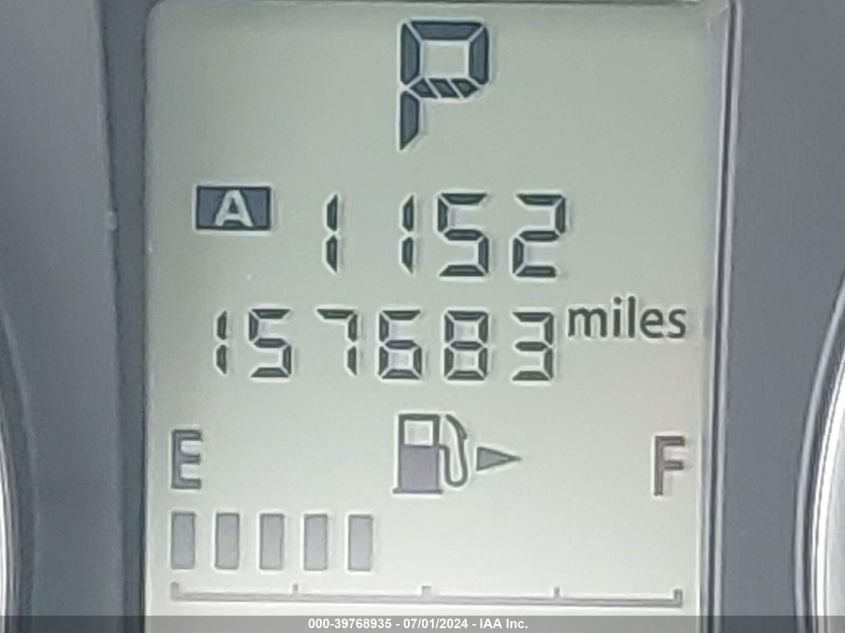 P
A 1152
157683 miles
E F
000-39768935 - 07/01/2024 - IAA Inc.